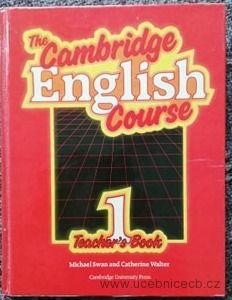 The
Cambridge
English
Course
1
Teacher's Book
Michael Swan and Catherine Walter
Cambridge University Press
www.ucebnicecb.cz